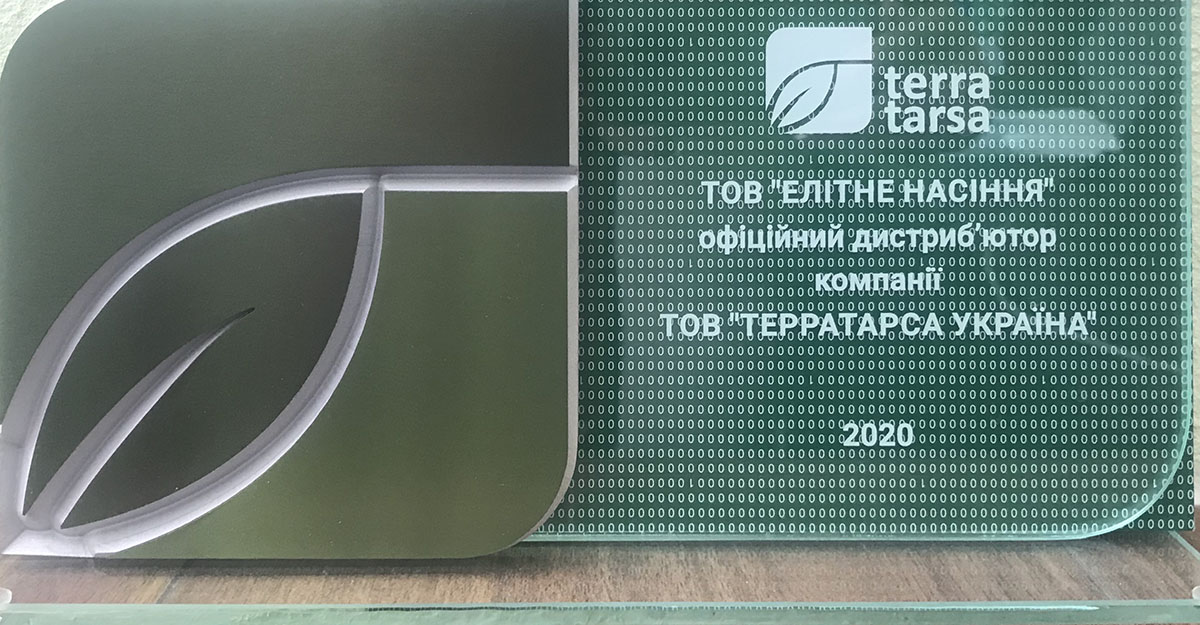 terra
tarsa
ТОВ "ЕЛІТНЕ НАСІННЯ"
офіційний дистриб'ютор
компанії
ТОВ "ТЕРРАТАРСА УКРАЇНА"
2020